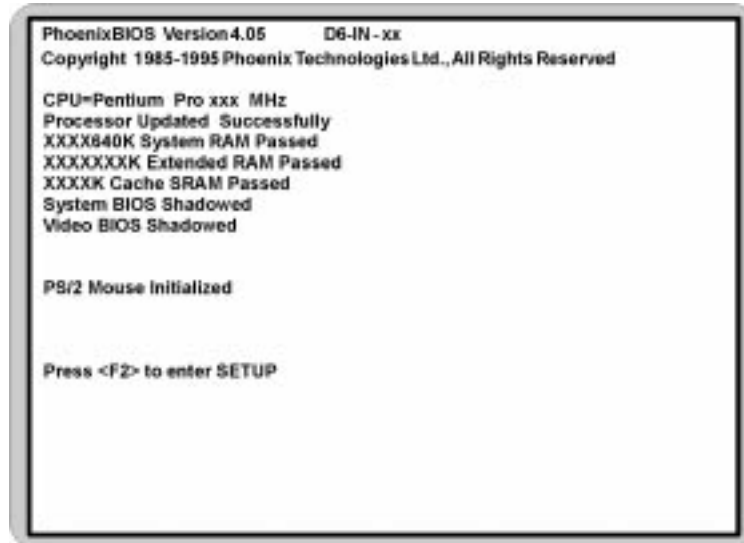 PhoenixBIOS Version 4.05 D6-IN-xx
Copyright 1985-1995 Phoenix Technologies Ltd., All Rights Reserved
CPU=Pentium Pro xxx MHz
Processor Updated Successfully
XXXX640K System RAM Passed
XXXXXXXK Extended RAM Passed
XXXXK Cache SRAM Passed
System BIOS Shadowed
Video BIOS Shadowed
PS/2 Mouse Initialized
Press <F2> to enter SETUP